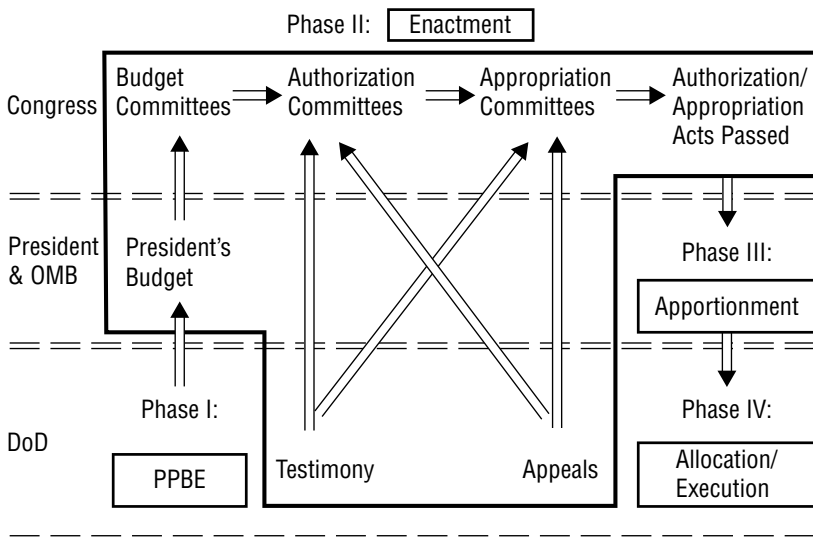 Phase II: Enactment
Congress
Budget
Committees
Authorization
Committees
Appropriation
Committees
Authorization/
Appropriation
Acts Passed
President
& OMB
President’s
Budget
Phase III:
Apportionment
DoD
Phase I:
PPBE
Testimony
Appeals
Phase IV:
Allocation/
Execution